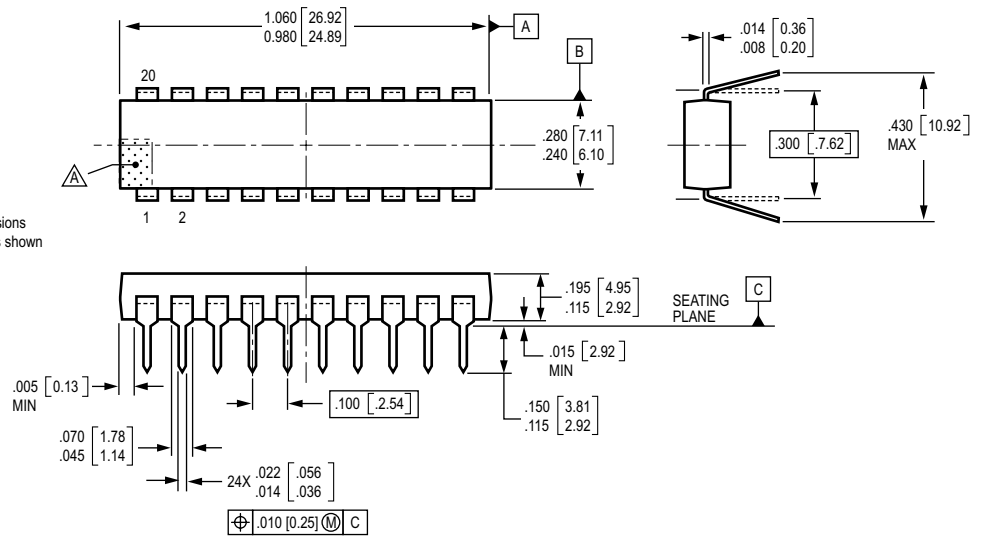 1.060 [26.92]
0.980 [24.89]
A
B
20
.280 [7.11]
.240 [6.10]
A
1 2
sions
s shown
.014 [0.36]
.008 [0.20]
.300 [.7.62]
.430 [10.92]
MAX
.195 [4.95]
.115 [2.92]
SEATING
PLANE
C
.015 [2.92]
MIN
.005 [0.13]
MIN
.100 [.2.54]
.150 [3.81]
.115 [2.92]
.070 [1.78]
.045 [1.14]
24X .022 [.056]
.014 [.036]
⌖ .010 [0.25] Ⓜ C